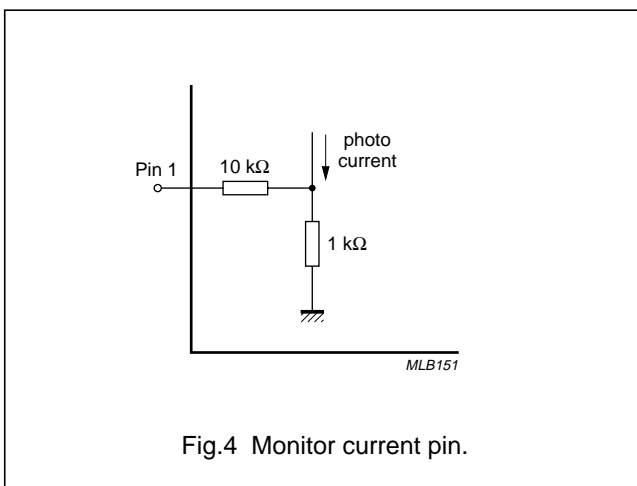 photo
current
Pin 1
10 kΩ
1 kΩ
MLB151
Fig.4 Monitor current pin.